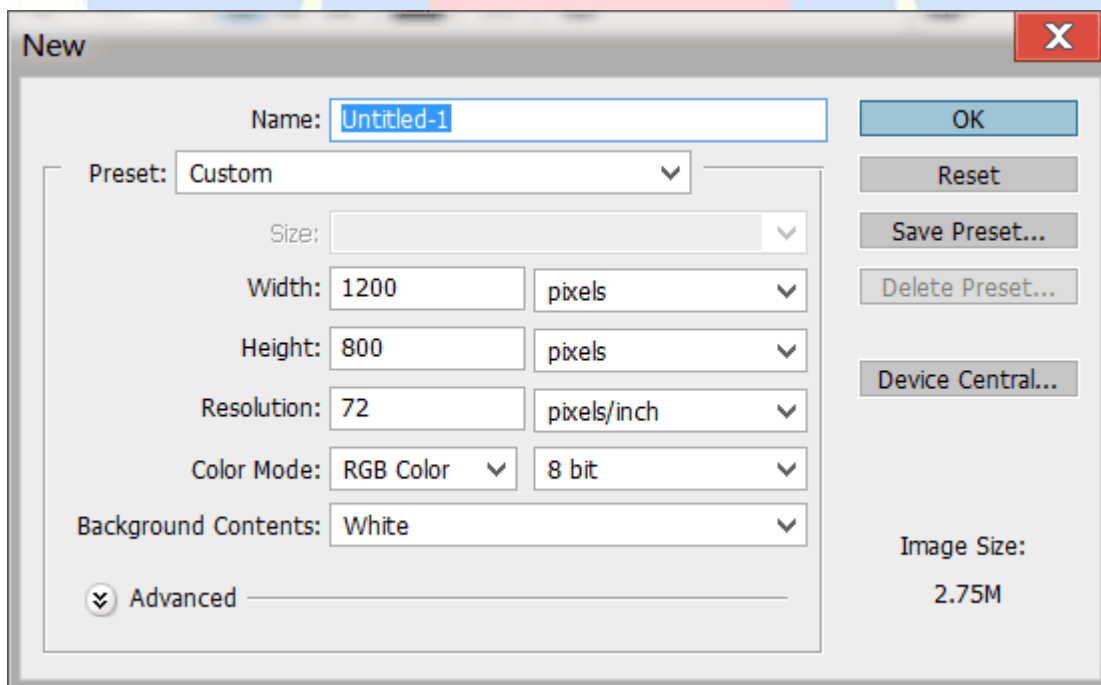 New
X
Name: Untitled-1
OK
Preset: Custom
Reset
Size:
Save Preset...
Width: 1200 pixels
Delete Preset...
Height: 800 pixels
Device Central...
Resolution: 72 pixels/inch
Color Mode: RGB Color 8 bit
Background Contents: White
Image Size:
Advanced
2.75M